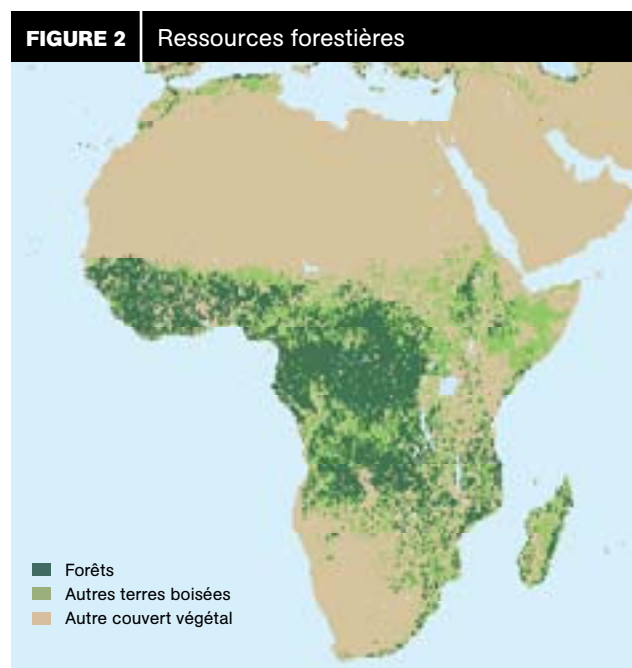 FIGURE 2
Ressources forestières
Forêts
Autres terres boisées
Autre couvert végétal